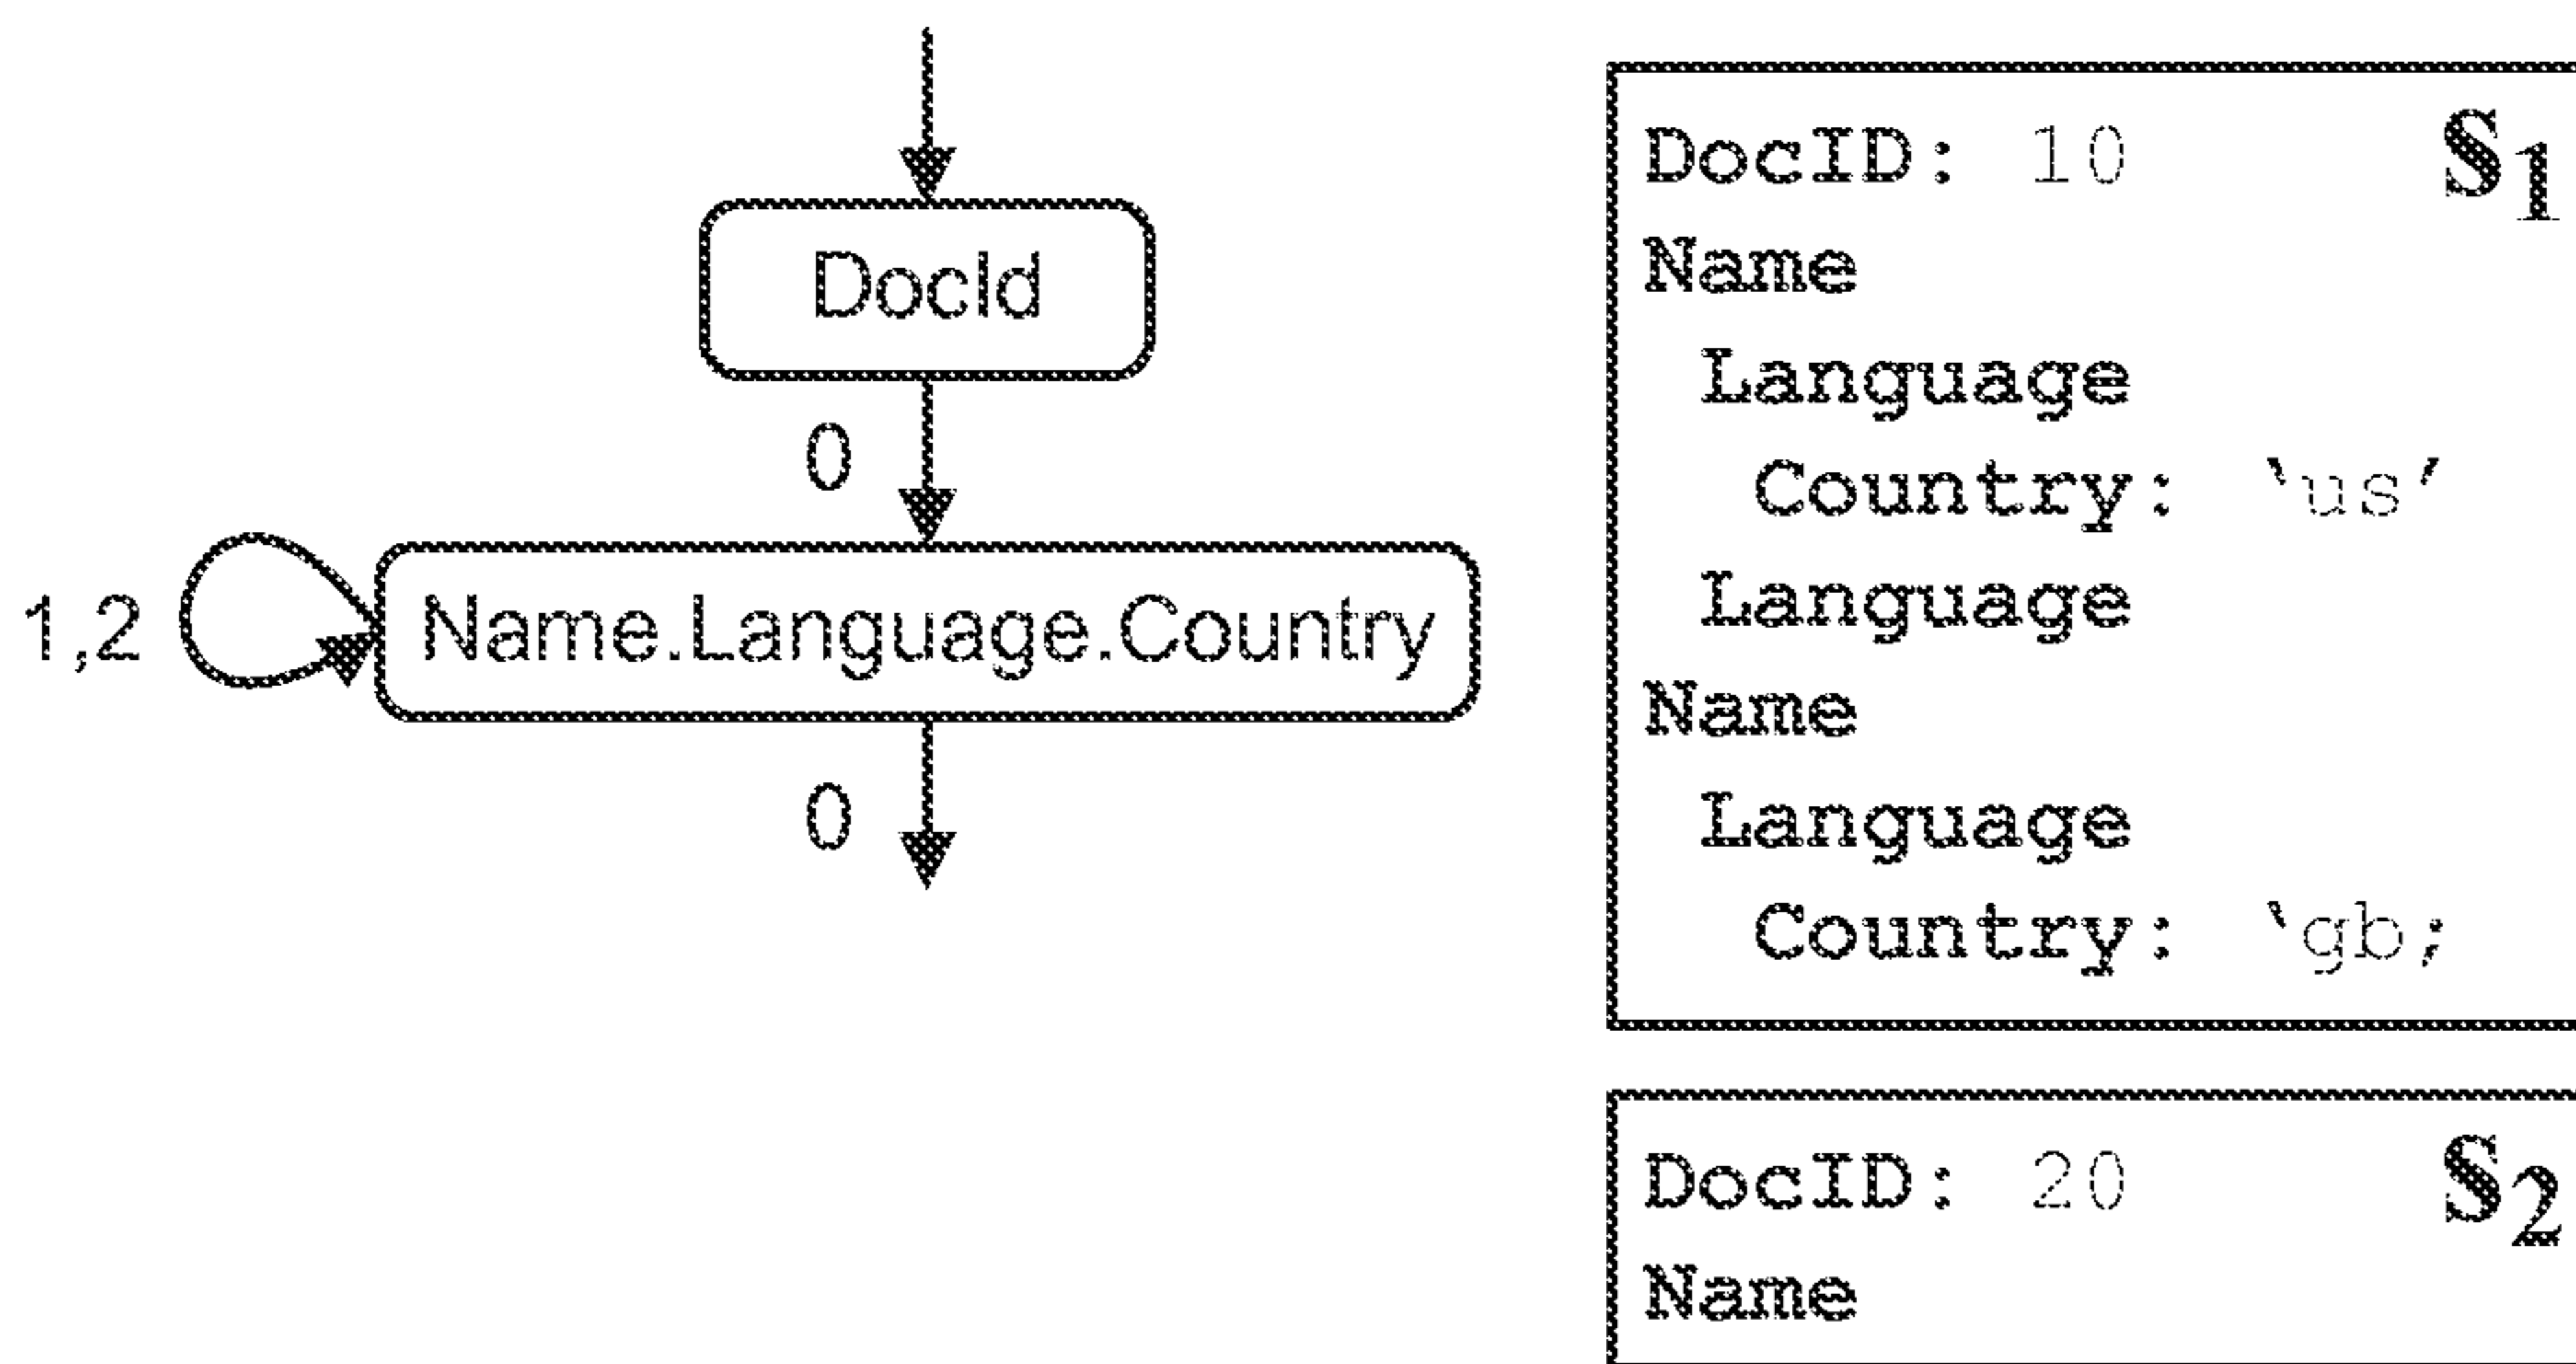 DocId
0
1,2
Name.Language.Country
0
DocID: 10 S1
Name
Language
Country: ‵us′
Language
Name
Language
Country: ‵gb;
DocID: 20 S2
Name